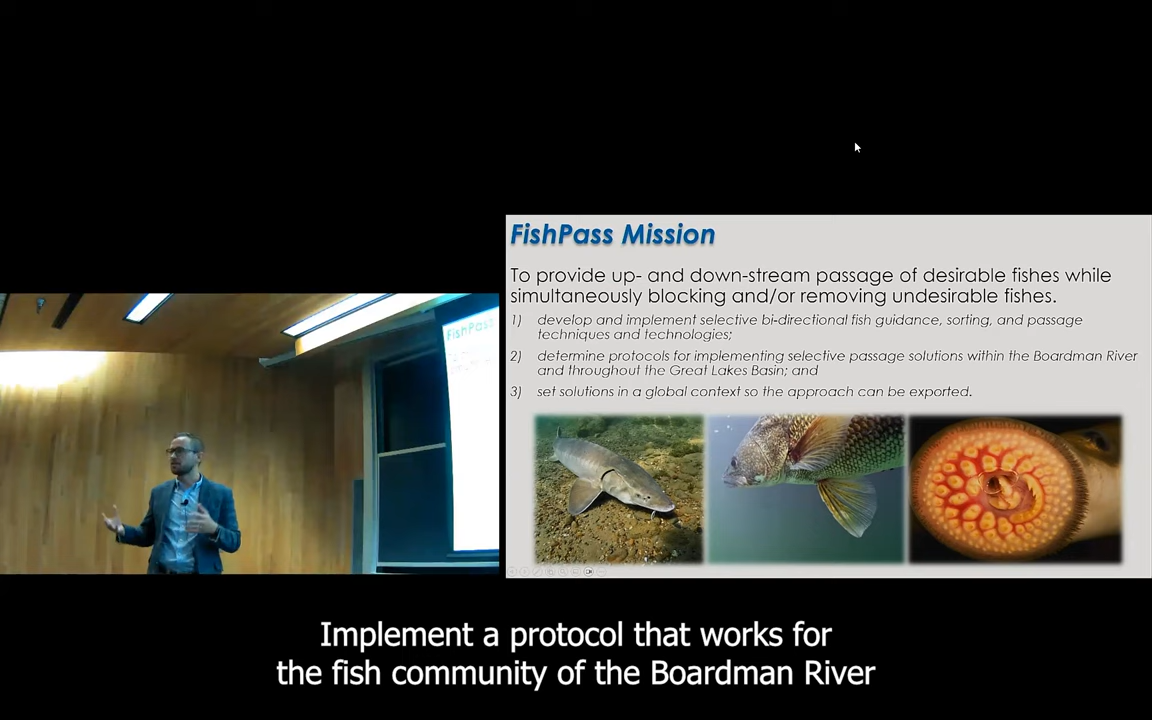 FishPass Mission
To provide up- and down-stream passage of desirable fishes while
simultaneously blocking and/or removing undesirable fishes.
1) develop and implement selective bi-directional fish guidance, sorting, and passage
techniques and technologies;
2) determine protocols for implementing selective passage solutions within the Boardman River
and throughout the Great Lakes Basin; and
3) set solutions in a global context so the approach can be exported.
FishPass
Implement a protocol that works for
the fish community of the Boardman River